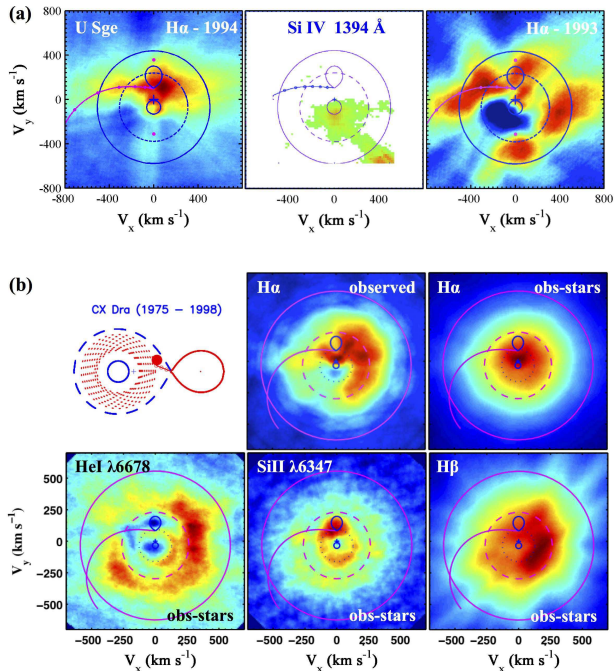 (a)
U Sge
Hα - 1994
Si IV 1394 Å
Hα - 1993
V_y (km s⁻¹)
800
400
0
-400
-800
-800 -400 0 400 800
-800 -400 0 400
-800 -400 0 400 800
V_x (km s⁻¹)
V_x (km s⁻¹)
V_x (km s⁻¹)
(b)
CX Dra (1975 – 1998)
Hα observed
Hα obs-stars
HeI λ6678
obs-stars
SiII λ6347
obs-stars
Hβ
obs-stars
V_y (km s⁻¹)
500
250
0
-250
-500
-500 -250 0 250 500
-500 -250 0 250 500
-500 -250 0 250 500
V_x (km s⁻¹)
V_x (km s⁻¹)
V_x (km s⁻¹)